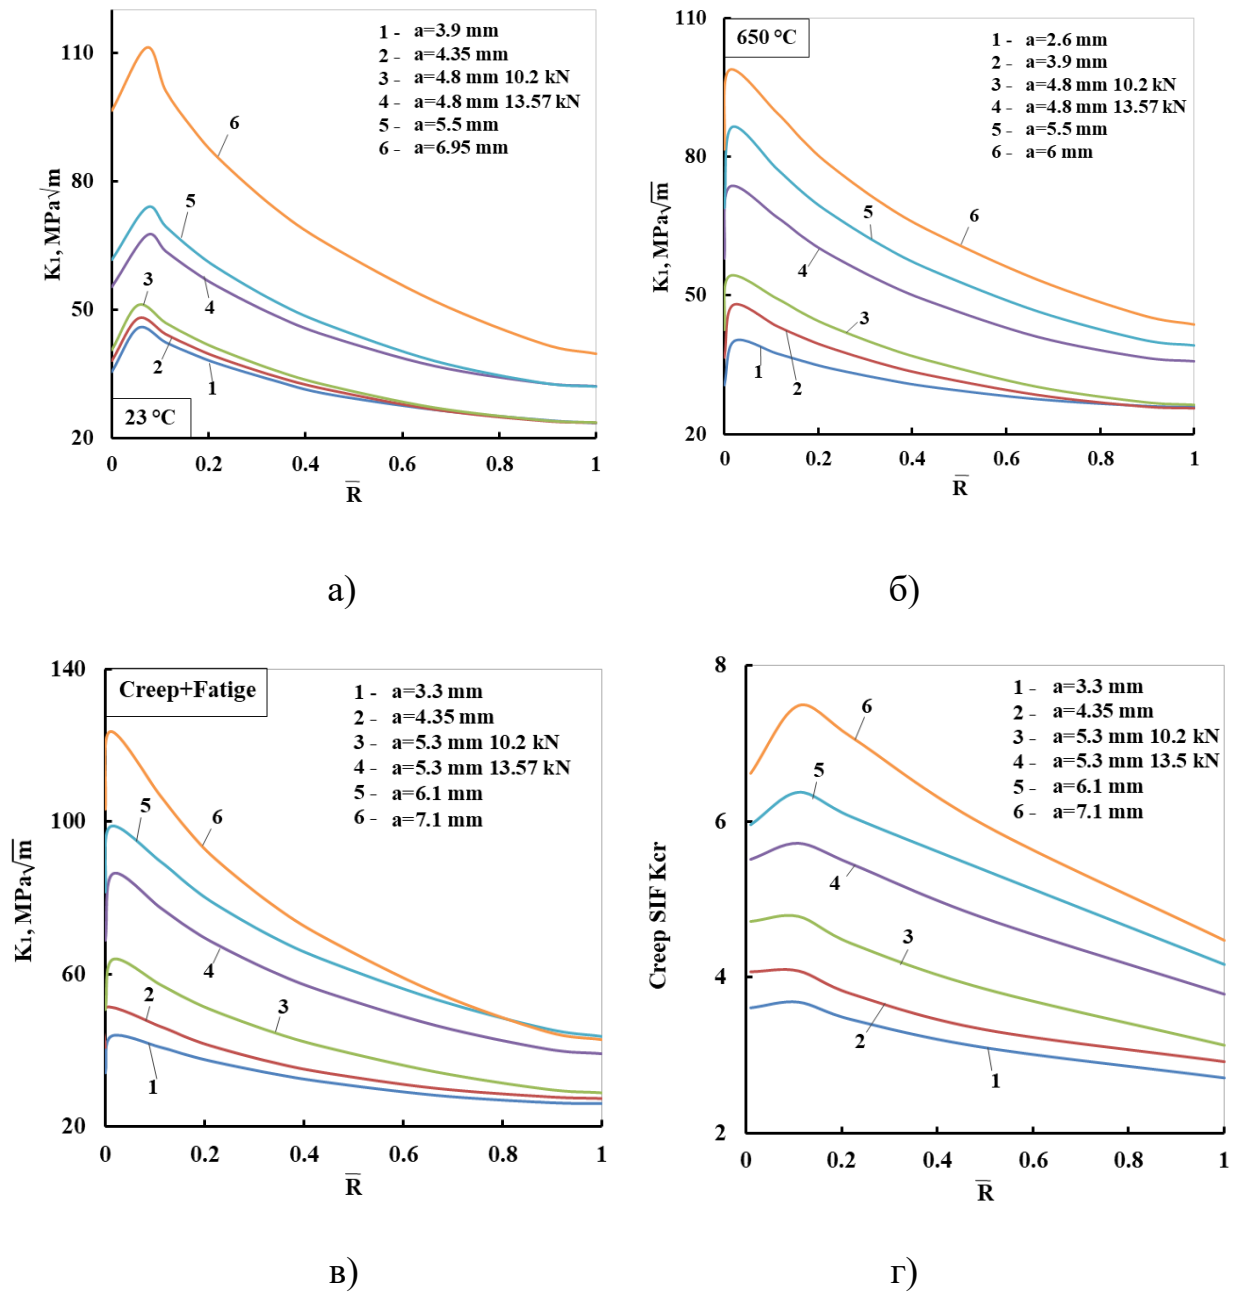 110
80
50
20
K₁, MPa√m
1 - a=3.9 mm
2 - a=4.35 mm
3 - a=4.8 mm 10.2 kN
4 - a=4.8 mm 13.57 kN
5 - a=5.5 mm
6 - a=6.95 mm
6
5
4
3
2
1
23 °C
0 0.2 0.4 0.6 0.8 1
R̅
а)
110
80
50
20
K₁, MPa√m
650 °C
1 - a=2.6 mm
2 - a=3.9 mm
3 - a=4.8 mm 10.2 kN
4 - a=4.8 mm 13.57 kN
5 - a=5.5 mm
6 - a=6 mm
6
5
4
3
2
1
0 0.2 0.4 0.6 0.8 1
R̅
б)
140
100
60
20
K₁, MPa√m
Creep+Fatige
1 - a=3.3 mm
2 - a=4.35 mm
3 - a=5.3 mm 10.2 kN
4 - a=5.3 mm 13.57 kN
5 - a=6.1 mm
6 - a=7.1 mm
5
6
4
2
3
1
0 0.2 0.4 0.6 0.8 1
R̅
в)
8
6
4
2
Creep SIF Kcr
1 - a=3.3 mm
2 - a=4.35 mm
3 - a=5.3 mm 10.2 kN
4 - a=5.3 mm 13.5 kN
5 - a=6.1 mm
6 - a=7.1 mm
6
5
4
3
2
1
0 0.2 0.4 0.6 0.8 1
R̅
г)